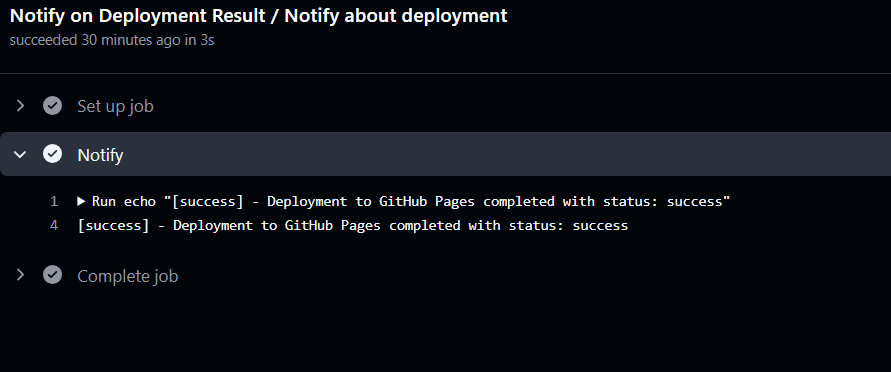 Notify on Deployment Result / Notify about deployment
succeeded 30 minutes ago in 3s
Set up job
Notify
1 Run echo "[success] - Deployment to GitHub Pages completed with status: success"
4 [success] - Deployment to GitHub Pages completed with status: success
Complete job